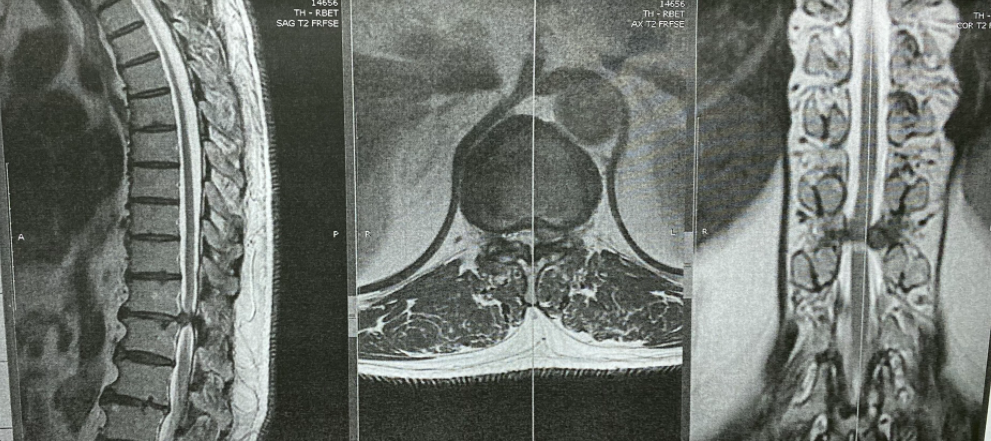 14656
TH - RBET
SAG T2 FRFSE
A
P
14656
TH - RBET
AX T2 FRFSE
R
L
TH -
COR T2 F
R